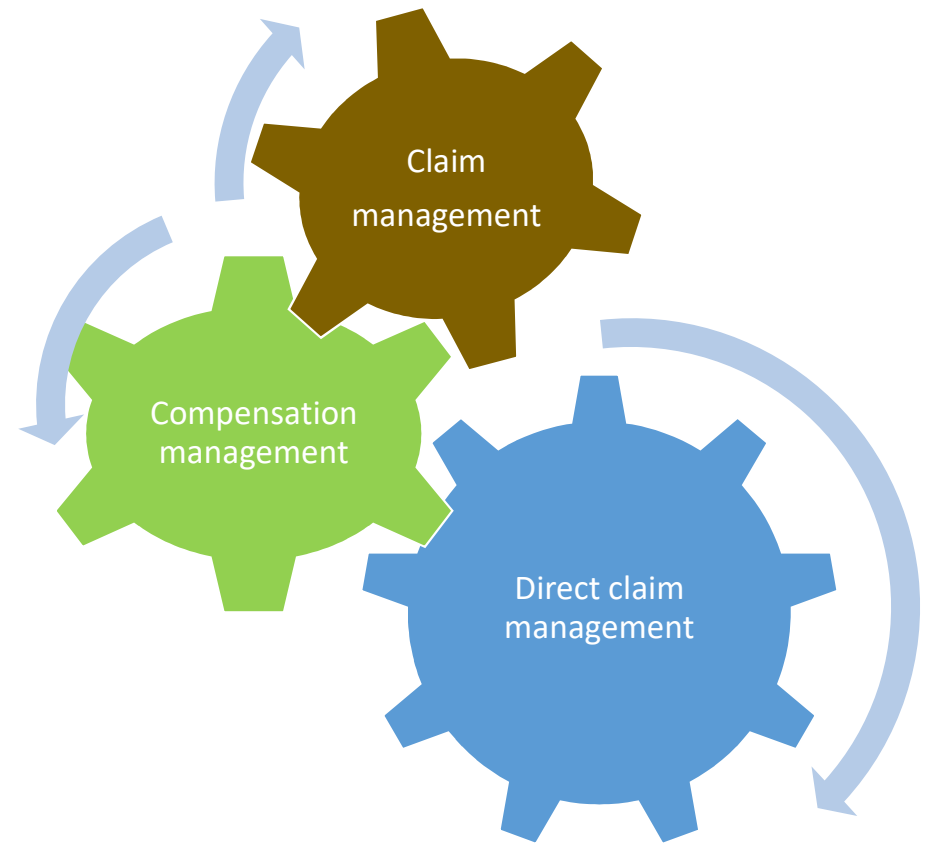 Claim
management
Compensation
management
Direct claim
management